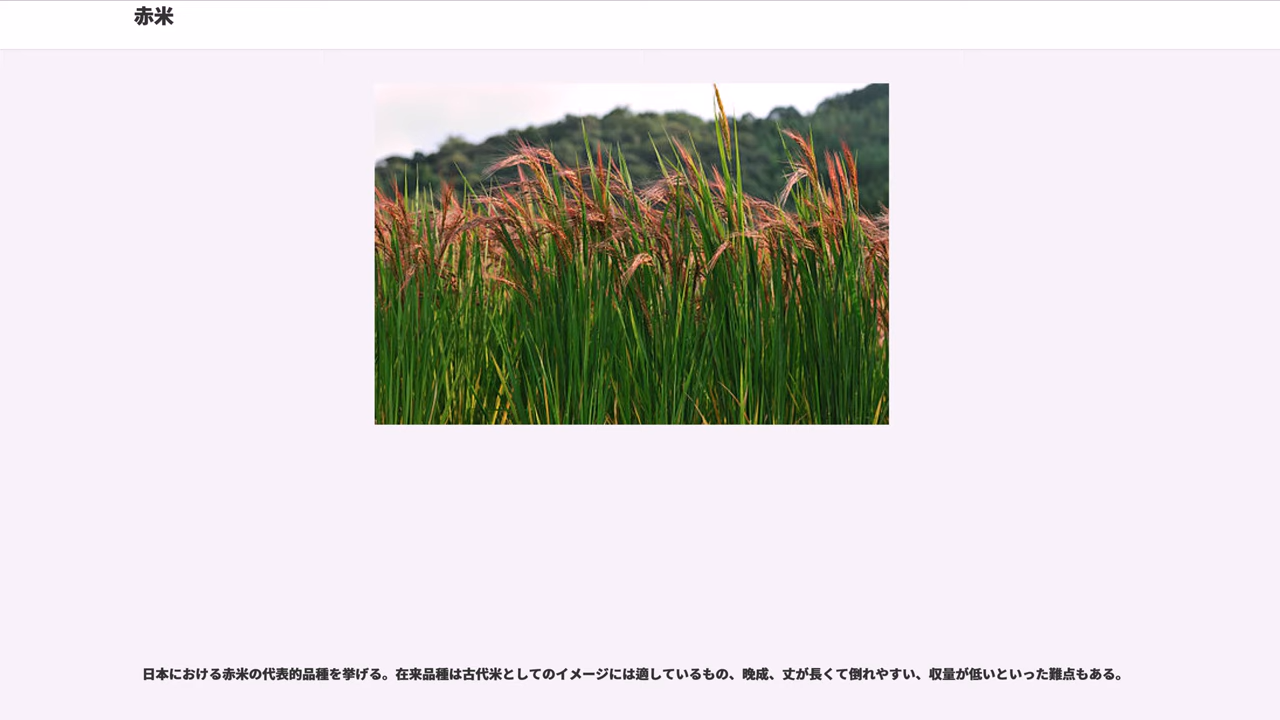 赤米
日本における赤米の代表的品種を挙げる。在来品種は古代米としてのイメージには適しているもの、晩成、丈が長くて倒れやすい、収量が低いといった難点もある。